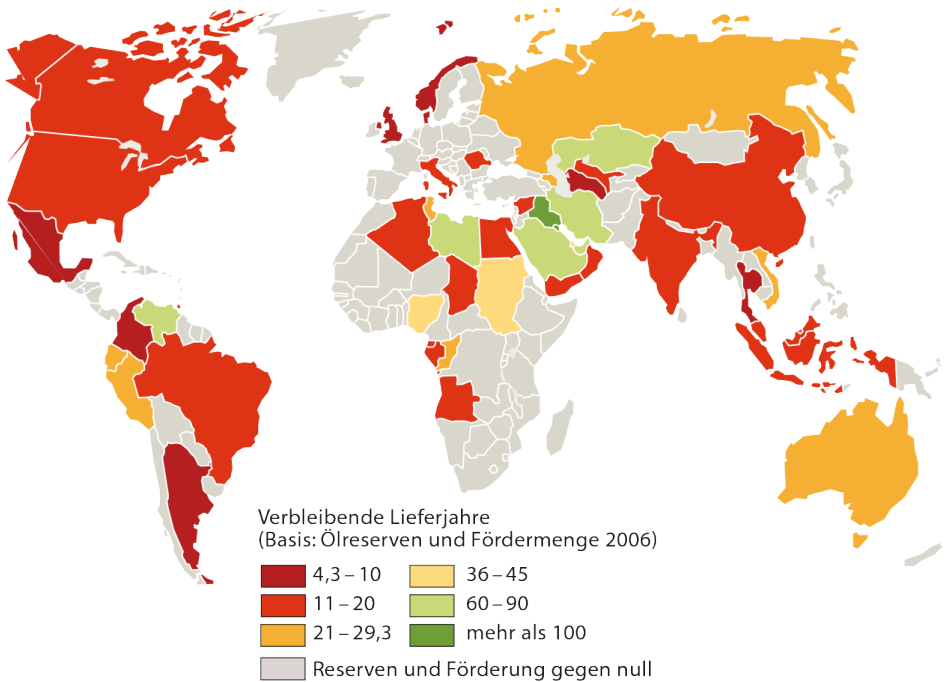 Verbleibende Lieferjahre
(Basis: Ölreserven und Fördermenge 2006)
4,3 – 10
36 – 45
11 – 20
60 – 90
21 – 29,3
mehr als 100
Reserven und Förderung gegen null